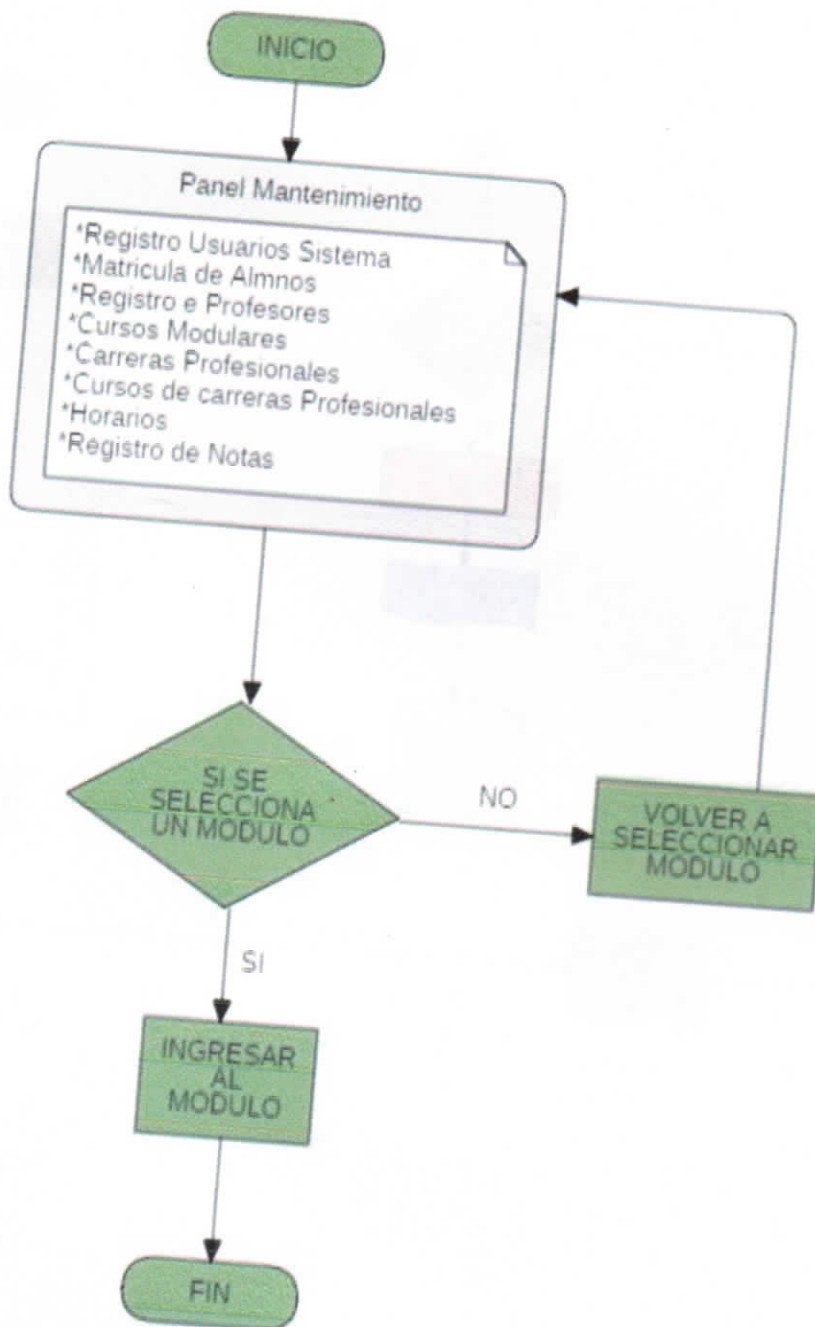 INICIO
Panel Mantenimiento
*Registro Usuarios Sistema
*Matricula de Almnos
*Registro e Profesores
*Cursos Modulares
*Carreras Profesionales
*Cursos de carreras Profesionales
*Horarios
*Registro de Notas
SI SE
SELECCIONA
UN MODULO
NO
VOLVER A
SELECCIONAR
MODULO
SI
INGRESAR
AL
MODULO
FIN